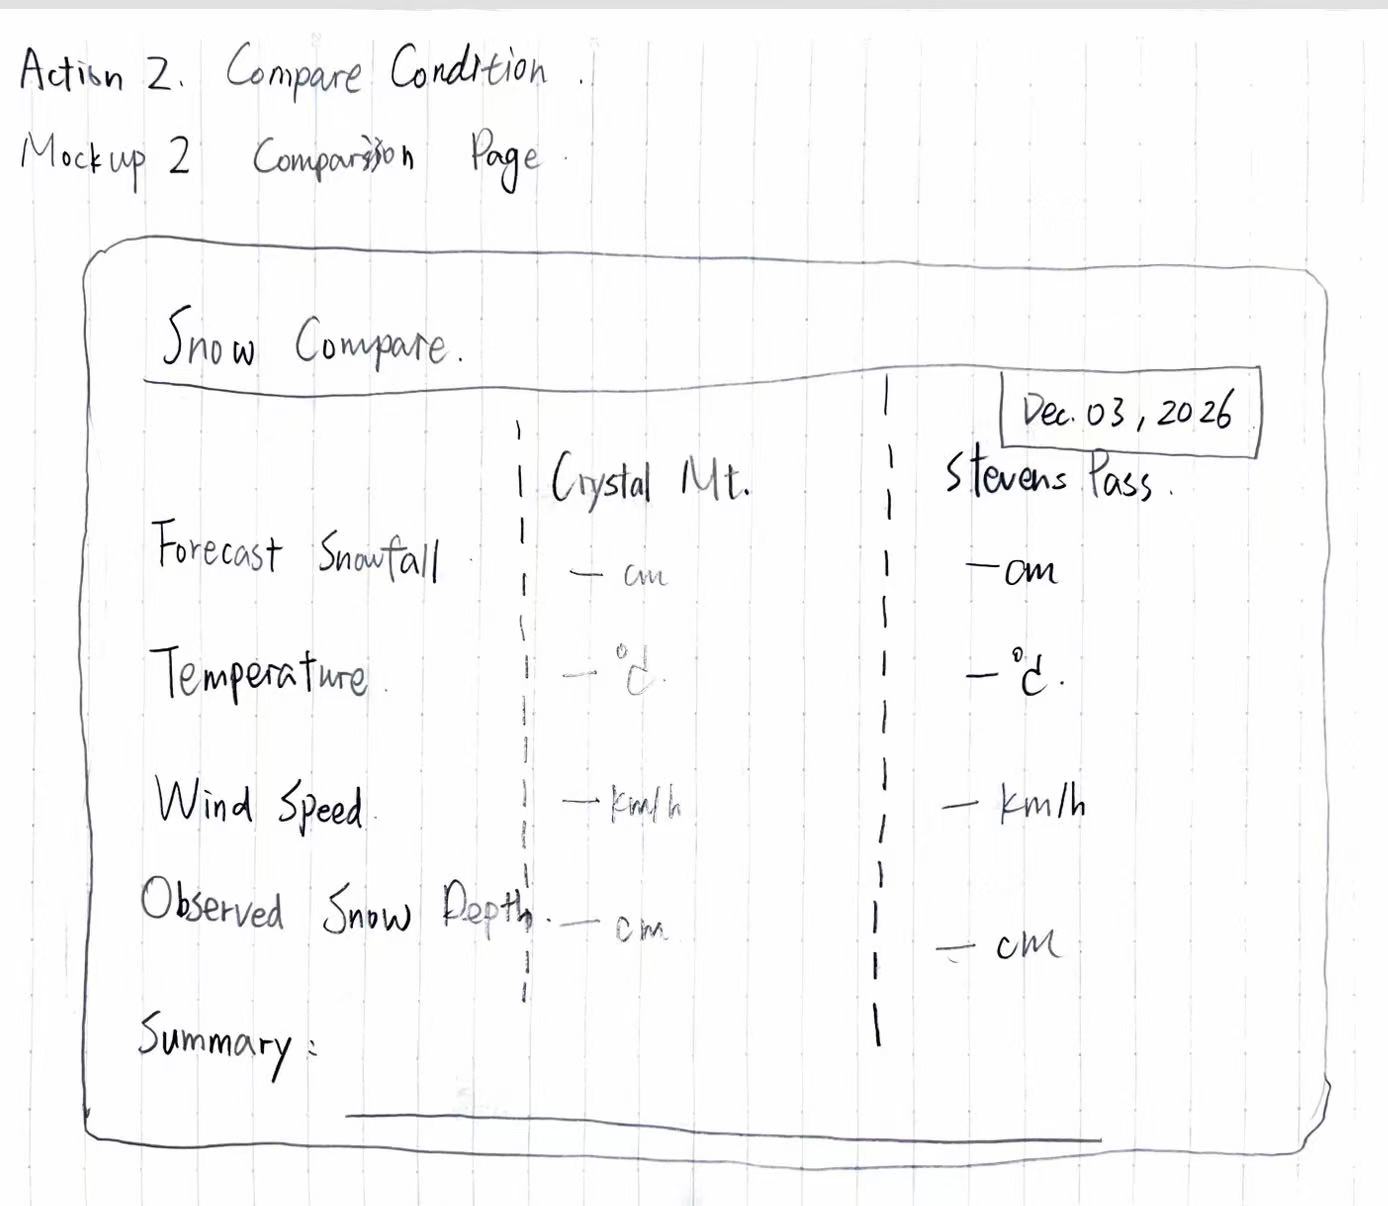 Action 2. Compare Condition.
Mockup 2 Comparision Page.
Snow Compare.
Dec. 03, 2026
Crystal Mt. Stevens Pass.
Forecast Snowfall — cm — cm
Temperature. — °C. — °C.
Wind Speed. — km/h — km/h
Observed Snow Depth. — cm — cm
Summary: